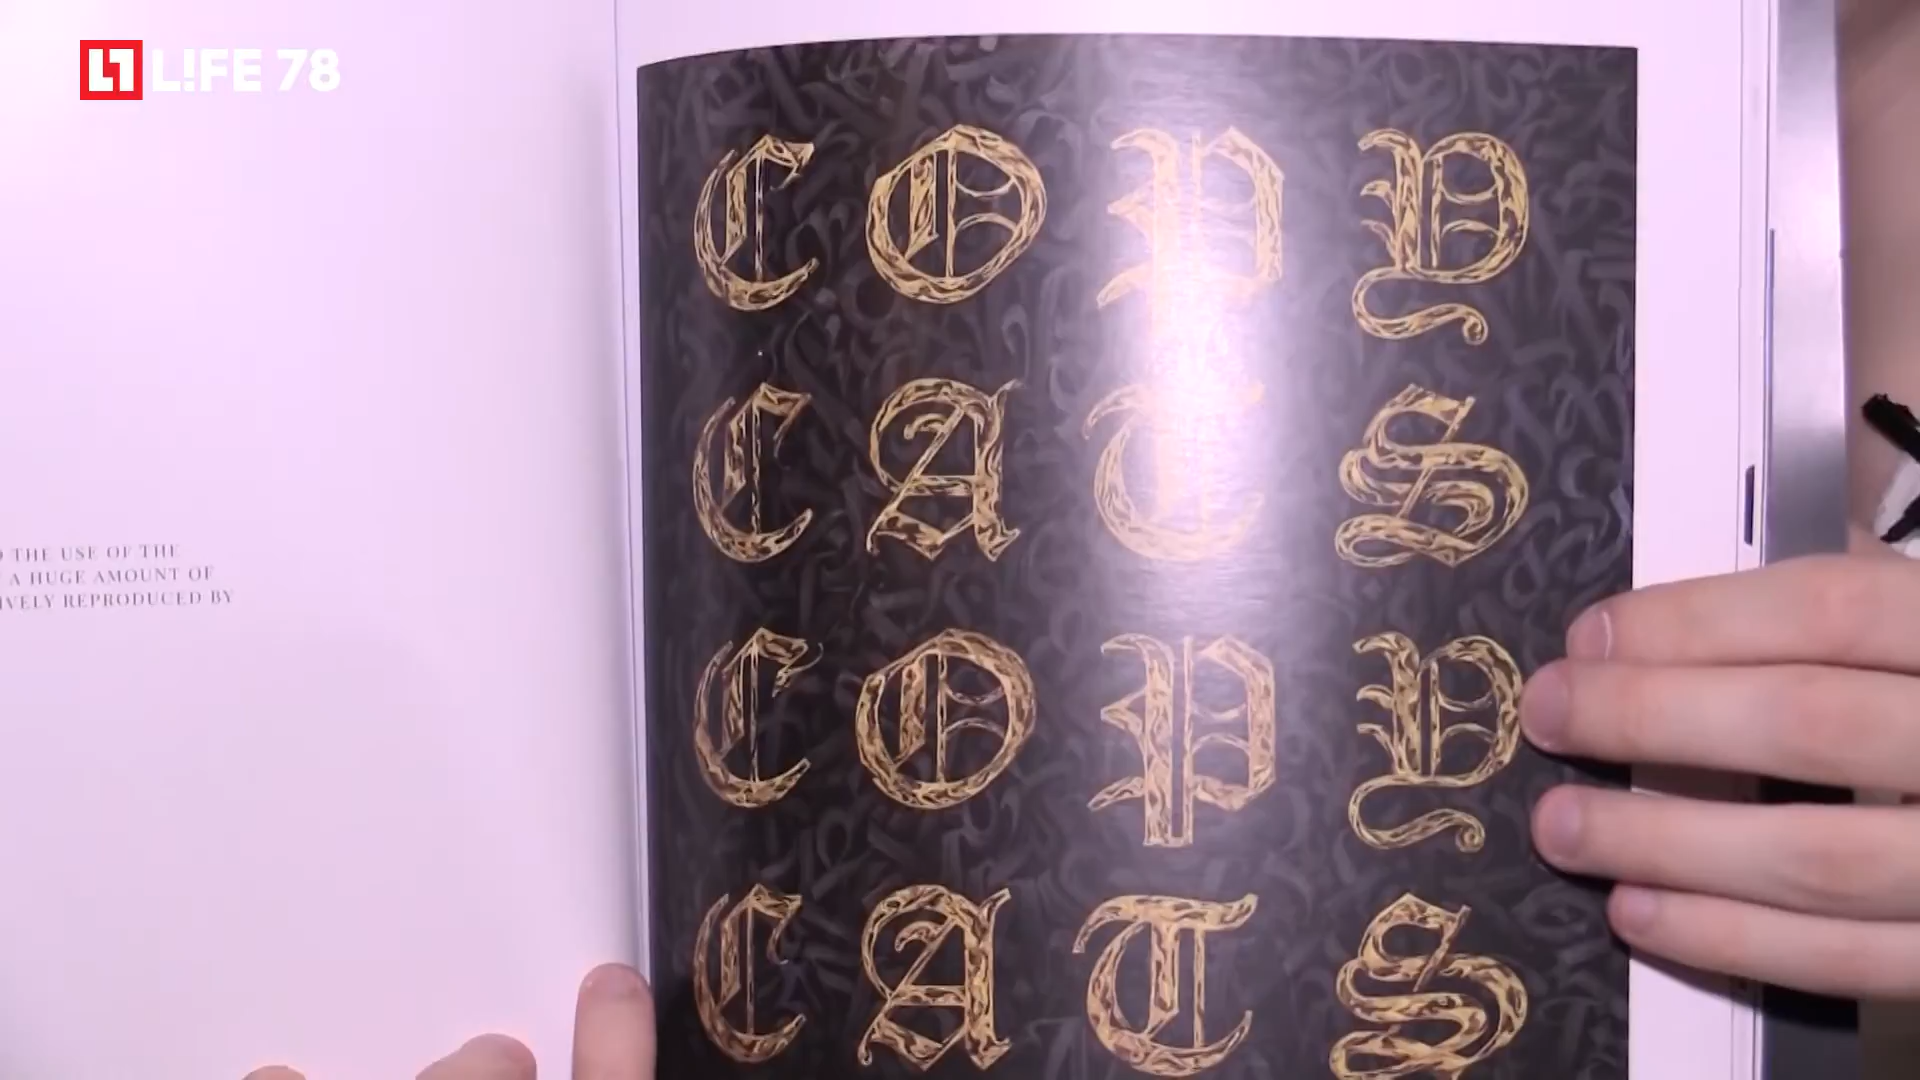 L!FE 78
THE USE OF THE
A HUGE AMOUNT OF
REPRODUCED BY
COPY
CATS
COPY
CATS